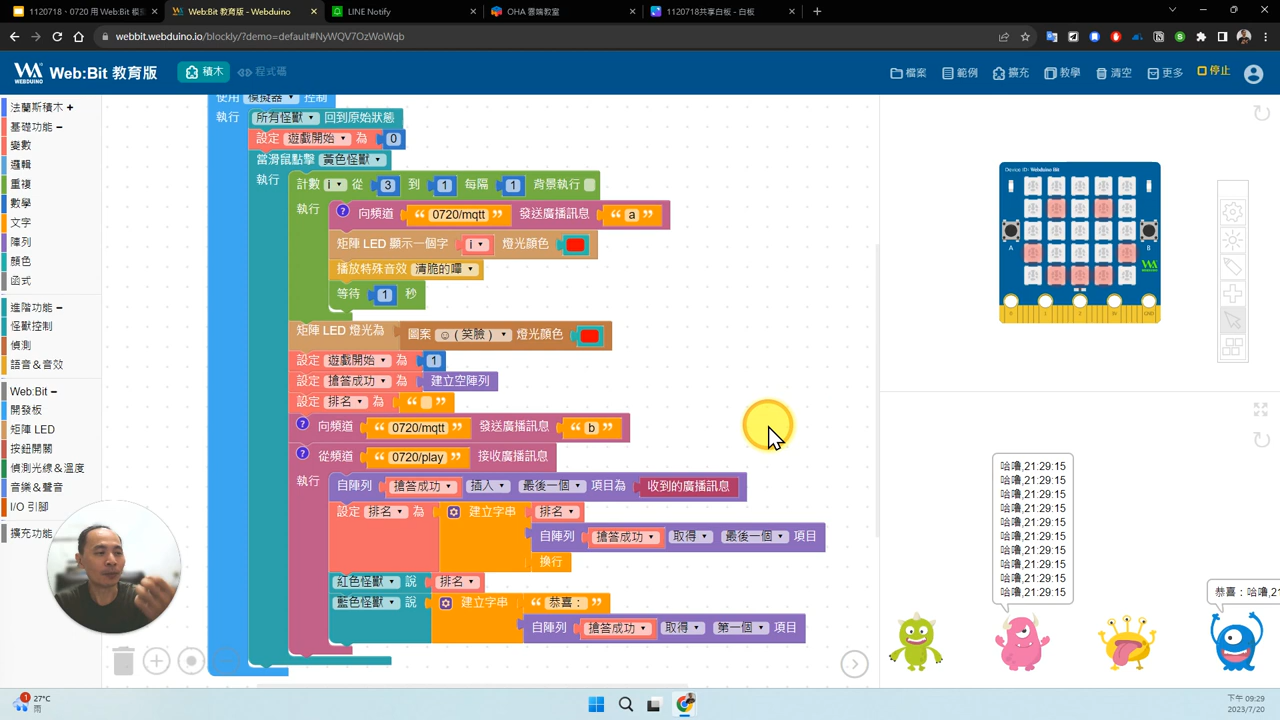 1120718、0720 用 Web:Bit 模
Web:Bit 教育版 - Webduino
LINE Notify
OHA 雲端教室
1120718共享白板 - 白板
webbit.webduino.io/blockly/?demo=default#NyWQV7OzWoWqb
WEBDUINO
Web:Bit 教育版
積木
程式碼
檔案
範例
擴充
教學
清空
更多
停止
法蘭斯積木
基礎功能
變數
邏輯
重複
數學
文字
陣列
顏色
函式
進階功能
怪獸控制
偵測
語音&音效
Web:Bit
開發板
矩陣 LED
按鈕開關
偵測光線&溫度
音樂&聲音
I/O 引腳
擴充功能
使用 模擬器 控制
執行 所有怪獸 回到原始狀態
設定 遊戲開始 為 0
當滑鼠點擊 黃色怪獸
執行 計數 i 從 3 到 1 每隔 1 背景執行
執行 向頻道 “ 0720/mqtt ” 發送廣播訊息 “ a ”
矩陣 LED 顯示一個字 i 燈光顏色
播放特殊音效 清脆的嗶
等待 1 秒
矩陣 LED 燈光為 圖案 ☺ ( 笑臉 ) 燈光顏色
設定 遊戲開始 為 1
設定 搶答成功 為 建立空陣列
設定 排名 為 “ ”
向頻道 “ 0720/mqtt ” 發送廣播訊息 “ b ”
從頻道 “ 0720/play ” 接收廣播訊息
執行 自陣列 搶答成功 插入 最後一個 項目為 收到的廣播訊息
設定 排名 為 建立字串 排名
自陣列 搶答成功 取得 最後一個 項目
換行
紅色怪獸 說 排名
藍色怪獸 說 建立字串 “ 恭喜： ”
自陣列 搶答成功 取得 第一個 項目
Device ID: Webduino Bit
A
B
哈嚕,21:29:15
哈嚕,21:29:15
哈嚕,21:29:15
哈嚕,21:29:15
哈嚕,21:29:15
哈嚕,21:29:15
哈嚕,21:29:15
哈嚕,21:29:15
哈嚕,21:29:15
哈嚕,21:29:15
恭喜：哈嚕,21
1
27°C
雨
下午 09:29
2023/7/20